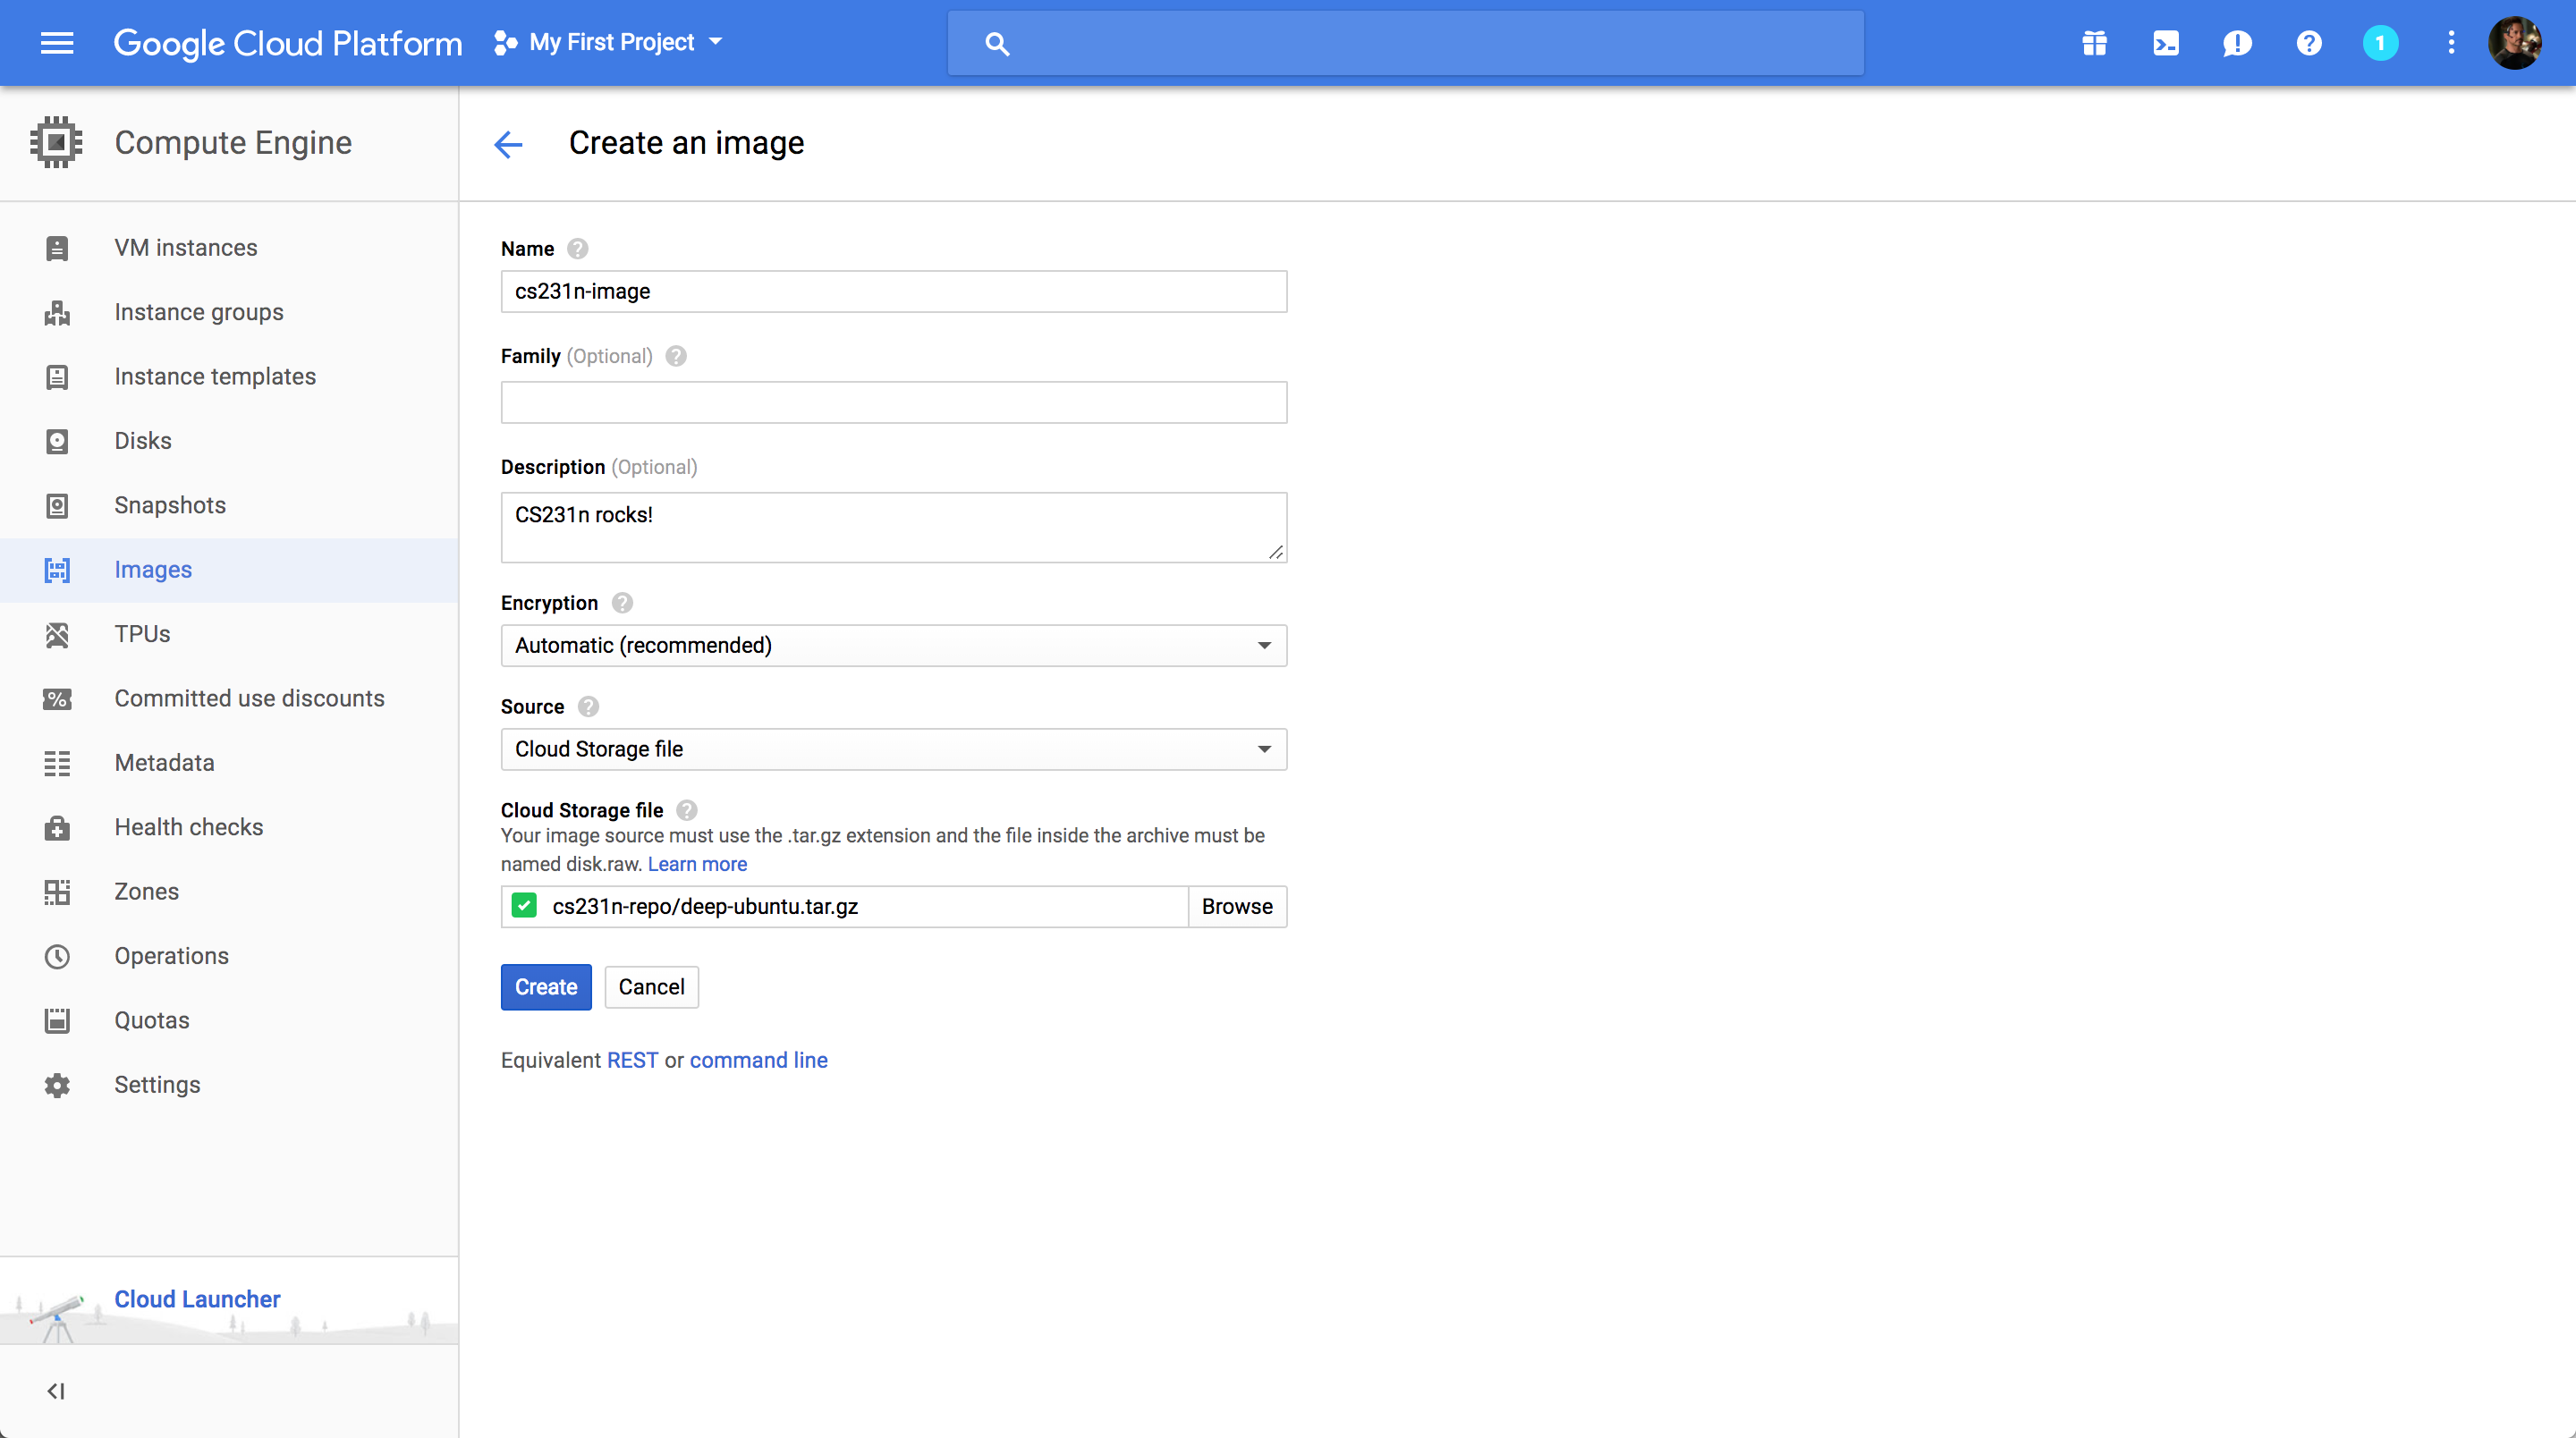 Google Cloud Platform
My First Project
1
Compute Engine
Create an image
VM instances
Instance groups
Instance templates
Disks
Snapshots
Images
TPUs
Committed use discounts
Metadata
Health checks
Zones
Operations
Quotas
Settings
Cloud Launcher
Name
cs231n-image
Family (Optional)
Description (Optional)
CS231n rocks!
Encryption
Automatic (recommended)
Source
Cloud Storage file
Cloud Storage file
Your image source must use the .tar.gz extension and the file inside the archive must be
named disk.raw. Learn more
cs231n-repo/deep-ubuntu.tar.gz
Browse
Create
Cancel
Equivalent REST or command line